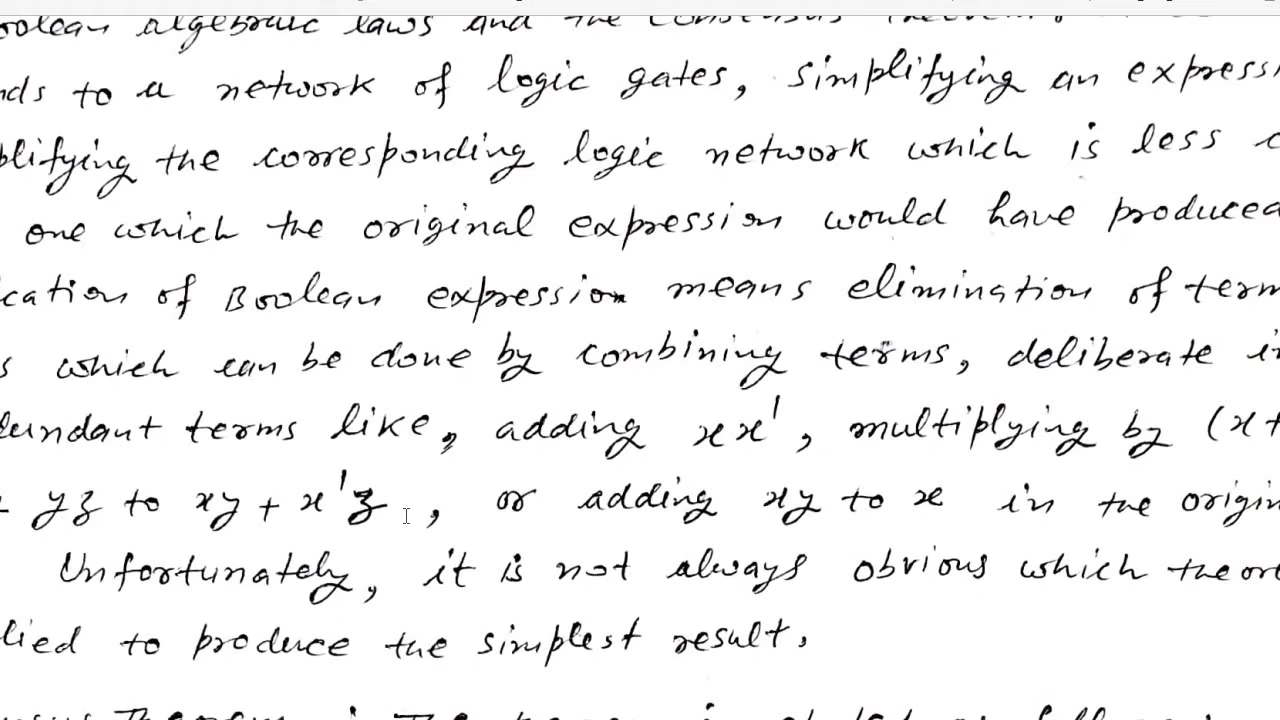 oolean algebraic laws and the consensus theorem.
nds to a network of logic gates, simplifying an expressi
plifying the corresponding logic network which is less c
one which the original expression would have produced
ication of Boolean expression means elimination of term
s which can be done by combining terms, deliberate in
dundant terms like, adding xx', multiplying by (x+
+ yz to xy + x'z, or adding xy to x in the origin
Unfortunately, it is not always obvious which theor
lied to produce the simplest result.